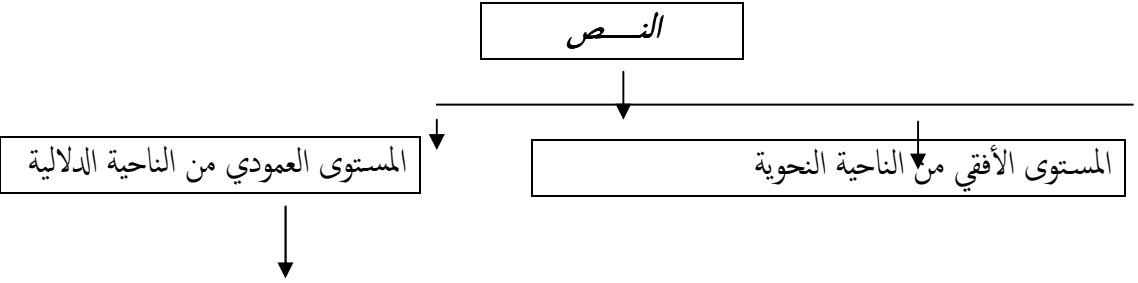 النـــص
المستوى الأفقي من الناحية النحوية
المستوى العمودي من الناحية الدلالية